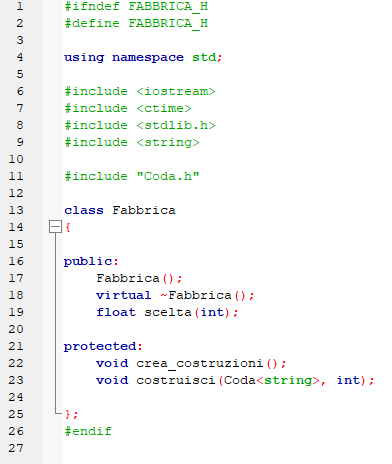 1 #ifndef FABBRICA_H
2 #define FABBRICA_H
3
4 using namespace std;
5
6 #include <iostream>
7 #include <ctime>
8 #include <stdlib.h>
9 #include <string>
10
11 #include "Coda.h"
12
13 class Fabbrica
14 {
15
16 public:
17 Fabbrica();
18 virtual ~Fabbrica();
19 float scelta(int);
20
21 protected:
22 void crea_costruzioni();
23 void costruisci(Coda<string>, int);
24
25 };
26 #endif
27